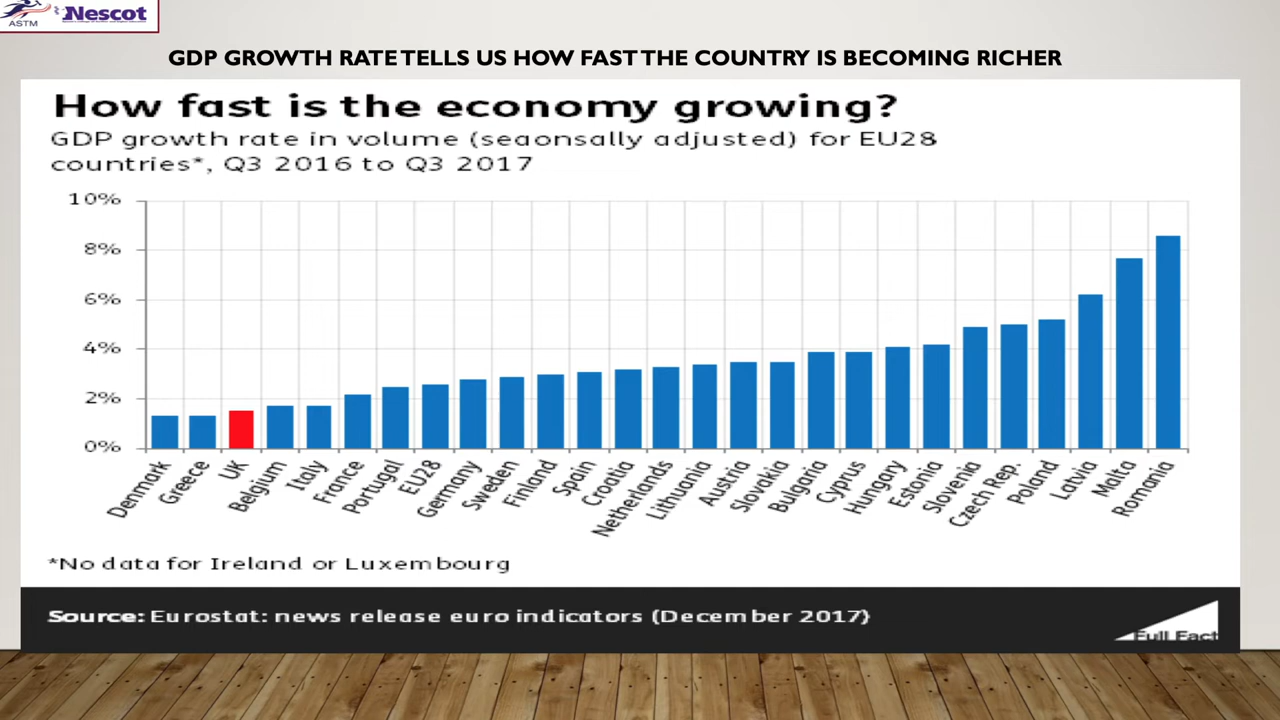 ASTM
Nescot
GDP GROWTH RATE TELLS US HOW FAST THE COUNTRY IS BECOMING RICHER
How fast is the economy growing?
GDP growth rate in volume (seaonsally adjusted) for EU28
countries*, Q3 2016 to Q3 2017
10%
8%
6%
4%
2%
0%
Denmark
Greece
UK
Belgium
Italy
France
Portugal
EU28
Germany
Sweden
Finland
Spain
Croatia
Netherlands
Lithuania
Austria
Slovakia
Bulgaria
Cyprus
Hungary
Estonia
Slovenia
Czech Rep.
Poland
Latvia
Malta
Romania
*No data for Ireland or Luxembourg
Source: Eurostat: news release euro indicators (December 2017)
Full Fact